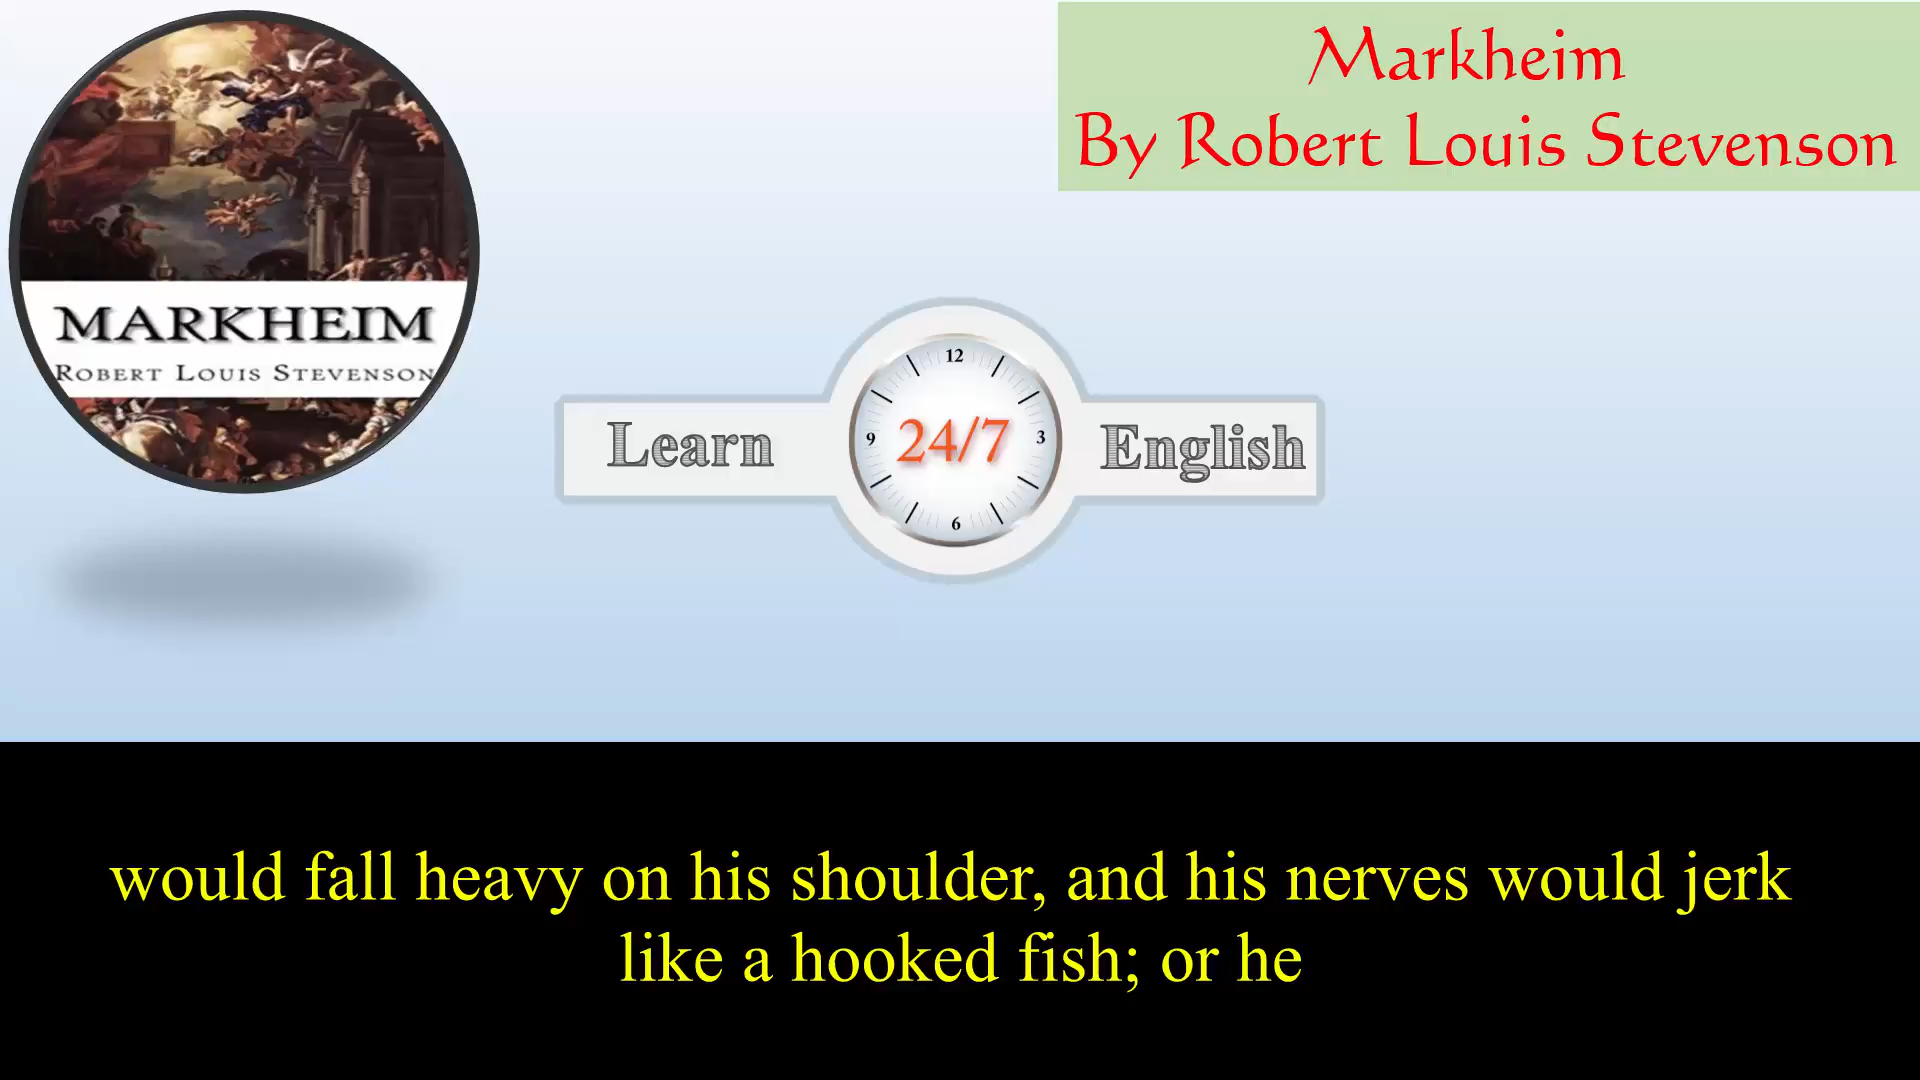 Markheim
By Robert Louis Stevenson
MARKHEIM
ROBERT LOUIS STEVENSON
Learn 24/7 English
12
9
3
6
would fall heavy on his shoulder, and his nerves would jerk
like a hooked fish; or he